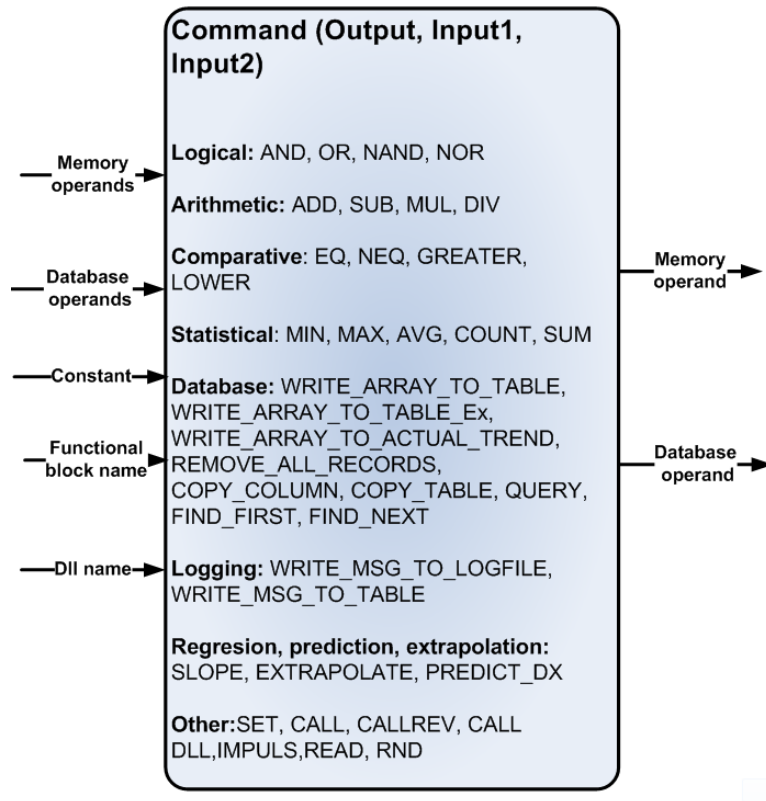 Command (Output, Input1,
Input2)
Logical: AND, OR, NAND, NOR
Arithmetic: ADD, SUB, MUL, DIV
Comparative: EQ, NEQ, GREATER,
LOWER
Statistical: MIN, MAX, AVG, COUNT, SUM
Database: WRITE_ARRAY_TO_TABLE,
WRITE_ARRAY_TO_TABLE_Ex,
WRITE_ARRAY_TO_ACTUAL_TREND,
REMOVE_ALL_RECORDS,
COPY_COLUMN, COPY_TABLE, QUERY,
FIND_FIRST, FIND_NEXT
Logging: WRITE_MSG_TO_LOGFILE,
WRITE_MSG_TO_TABLE
Regresion, prediction, extrapolation:
SLOPE, EXTRAPOLATE, PREDICT_DX
Other:SET, CALL, CALLREV, CALL
DLL,IMPULS,READ, RND
Memory
operands
Database
operands
Constant
Functional
block name
Dll name
Memory
operand
Database
operand